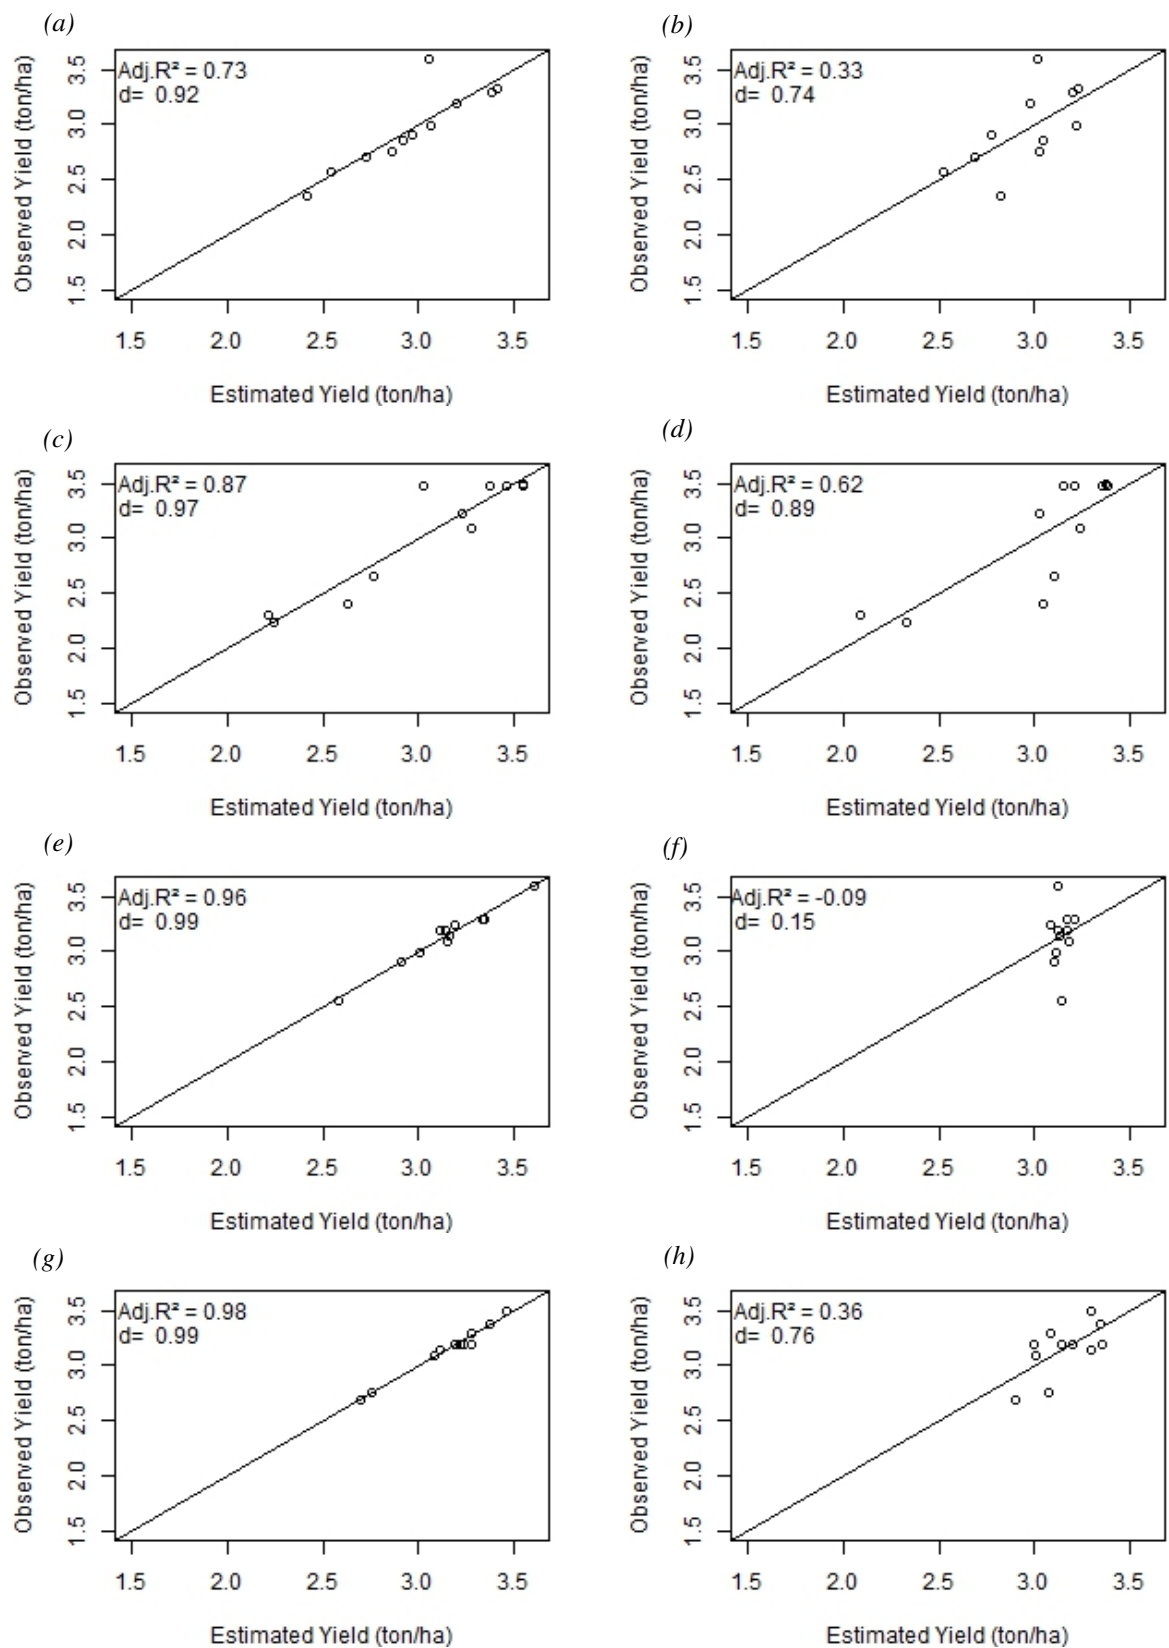 (a)
Adj.R² = 0.73
d= 0.92
Observed Yield (ton/ha)
3.5
3.0
2.5
2.0
1.5
1.5 2.0 2.5 3.0 3.5
Estimated Yield (ton/ha)
(b)
Adj.R² = 0.33
d= 0.74
Observed Yield (ton/ha)
3.5
3.0
2.5
2.0
1.5
1.5 2.0 2.5 3.0 3.5
Estimated Yield (ton/ha)
(c)
Adj.R² = 0.87
d= 0.97
Observed Yield (ton/ha)
3.5
3.0
2.5
2.0
1.5
1.5 2.0 2.5 3.0 3.5
Estimated Yield (ton/ha)
(d)
Adj.R² = 0.62
d= 0.89
Observed Yield (ton/ha)
3.5
3.0
2.5
2.0
1.5
1.5 2.0 2.5 3.0 3.5
Estimated Yield (ton/ha)
(e)
Adj.R² = 0.96
d= 0.99
Observed Yield (ton/ha)
3.5
3.0
2.5
2.0
1.5
1.5 2.0 2.5 3.0 3.5
Estimated Yield (ton/ha)
(f)
Adj.R² = -0.09
d= 0.15
Observed Yield (ton/ha)
3.5
3.0
2.5
2.0
1.5
1.5 2.0 2.5 3.0 3.5
Estimated Yield (ton/ha)
(g)
Adj.R² = 0.98
d= 0.99
Observed Yield (ton/ha)
3.5
3.0
2.5
2.0
1.5
1.5 2.0 2.5 3.0 3.5
Estimated Yield (ton/ha)
(h)
Adj.R² = 0.36
d= 0.76
Observed Yield (ton/ha)
3.5
3.0
2.5
2.0
1.5
1.5 2.0 2.5 3.0 3.5
Estimated Yield (ton/ha)